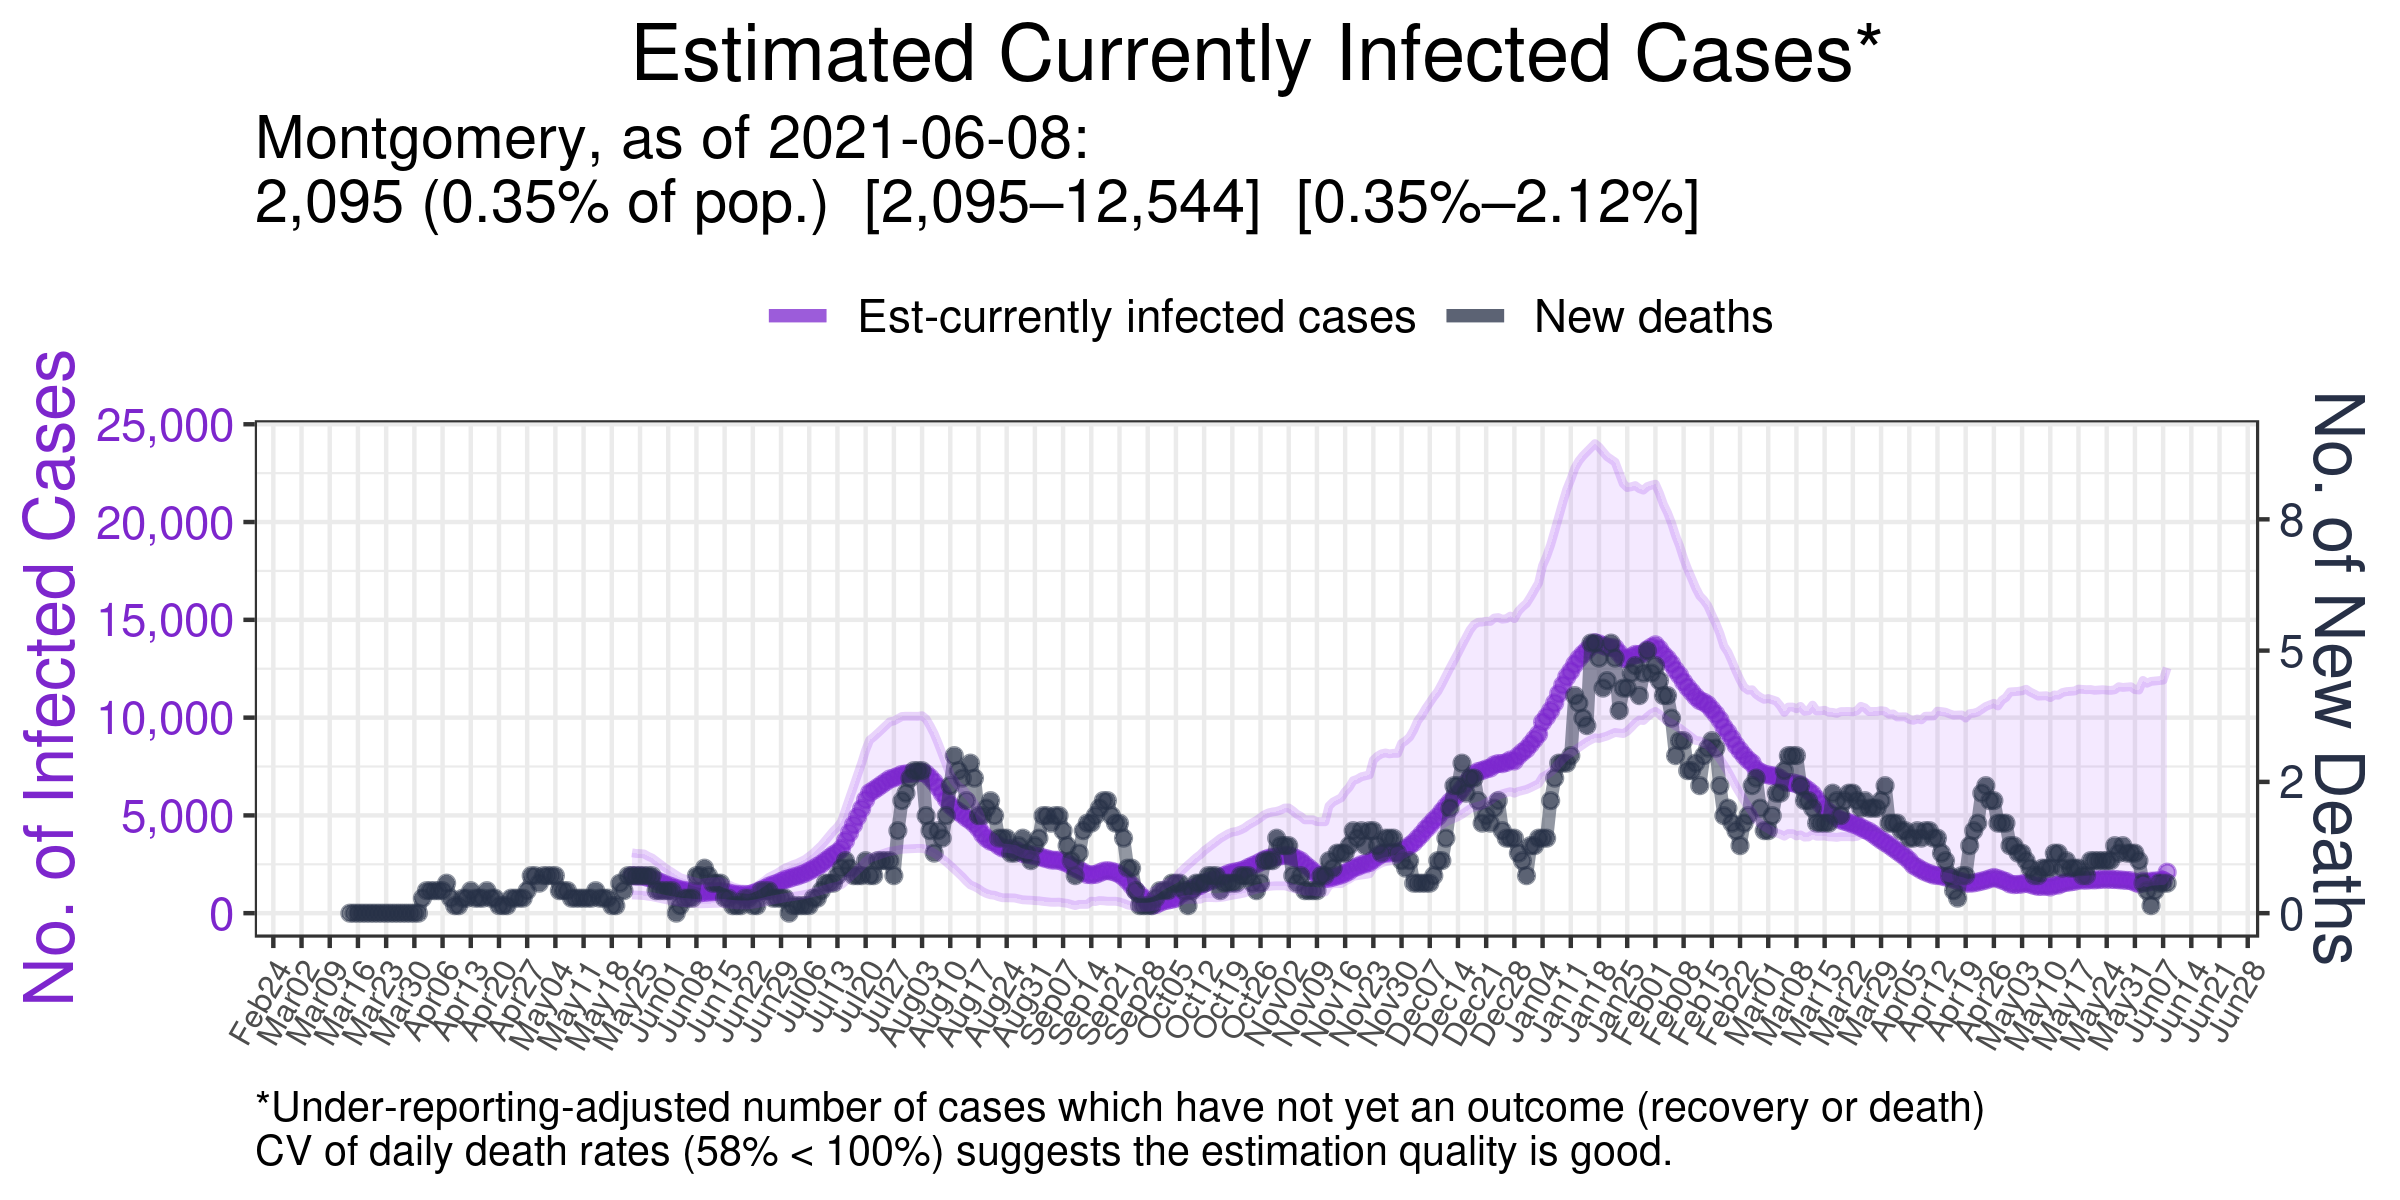 Estimated Currently Infected Cases*
Montgomery, as of 2021-06-08:
2,095 (0.35% of pop.)  [2,095–12,544]  [0.35%–2.12%]
Est-currently infected cases
New deaths
No. of Infected Cases
25,000
20,000
15,000
10,000
5,000
0
No. of New Deaths
8
5
2
0
Feb24
Mar02
Mar09
Mar16
Mar23
Mar30
Apr06
Apr13
Apr20
Apr27
May04
May11
May18
May25
Jun01
Jun08
Jun15
Jun22
Jun29
Jul06
Jul13
Jul20
Jul27
Aug03
Aug10
Aug17
Aug24
Aug31
Sep07
Sep14
Sep21
Sep28
Oct05
Oct12
Oct19
Oct26
Nov02
Nov09
Nov16
Nov23
Nov30
Dec07
Dec14
Dec21
Dec28
Jan04
Jan11
Jan18
Jan25
Feb01
Feb08
Feb15
Feb22
Mar01
Mar08
Mar15
Mar22
Mar29
Apr05
Apr12
Apr19
Apr26
May03
May10
May17
May24
May31
Jun07
Jun14
Jun21
Jun28
*Under-reporting-adjusted number of cases which have not yet an outcome (recovery or death)
CV of daily death rates (58% < 100%) suggests the estimation quality is good.